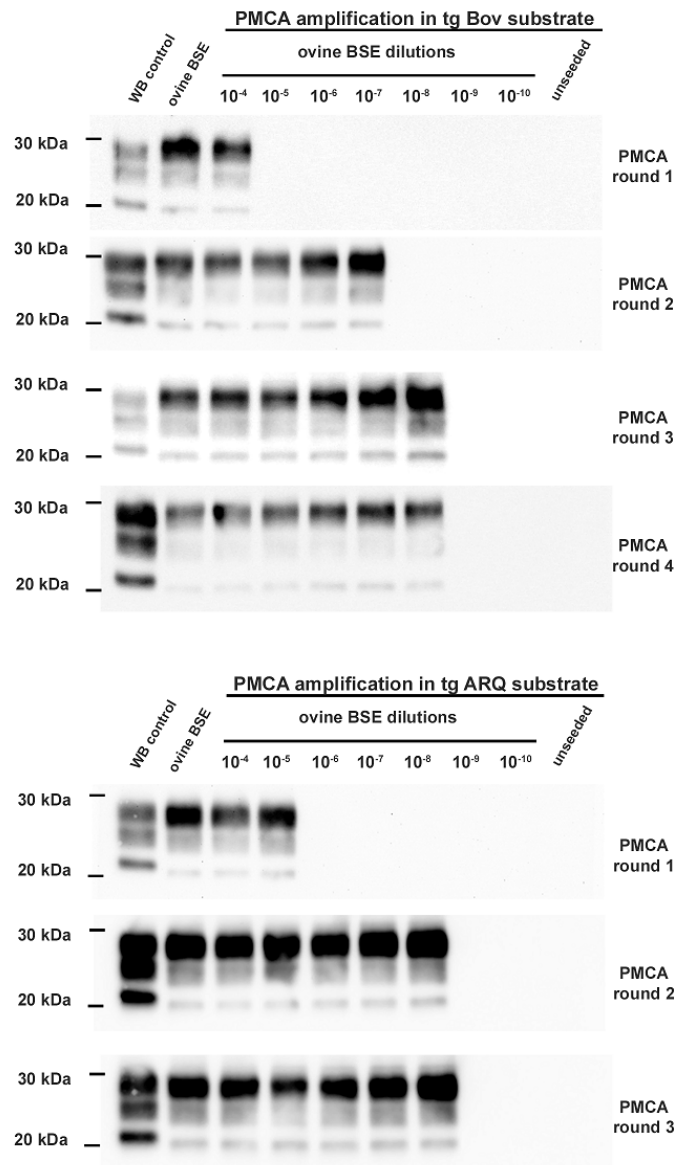 PMCA amplification in tg Bov substrate
ovine BSE dilutions
WB control
ovine BSE
10-4 10-5 10-6 10-7 10-8 10-9 10-10
unseeded
30 kDa
20 kDa
PMCA
round 1
30 kDa
20 kDa
PMCA
round 2
30 kDa
20 kDa
PMCA
round 3
30 kDa
20 kDa
PMCA
round 4
PMCA amplification in tg ARQ substrate
ovine BSE dilutions
WB control
ovine BSE
10-4 10-5 10-6 10-7 10-8 10-9 10-10
unseeded
30 kDa
20 kDa
PMCA
round 1
30 kDa
20 kDa
PMCA
round 2
30 kDa
20 kDa
PMCA
round 3